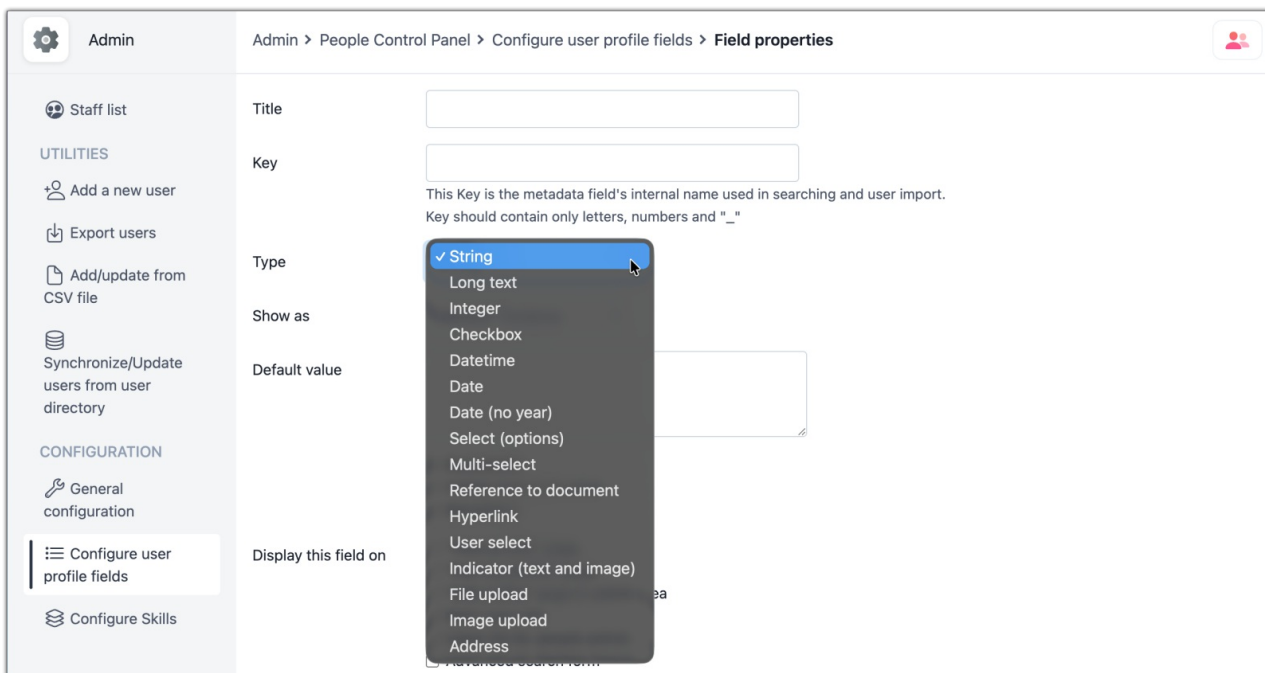 Admin
Admin > People Control Panel > Configure user profile fields > Field properties
Staff list
UTILITIES
Add a new user
Export users
Add/update from
CSV file
Synchronize/Update
users from user
directory
CONFIGURATION
General
configuration
Configure user
profile fields
Configure Skills
Title
Key
This Key is the metadata field's internal name used in searching and user import.
Key should contain only letters, numbers and "_"
Type
✓ String
Long text
Integer
Checkbox
Datetime
Date
Date (no year)
Select (options)
Multi-select
Reference to document
Hyperlink
User select
Indicator (text and image)
File upload
Image upload
Address
Show as
Default value
Display this field on
ea
Advanced search form